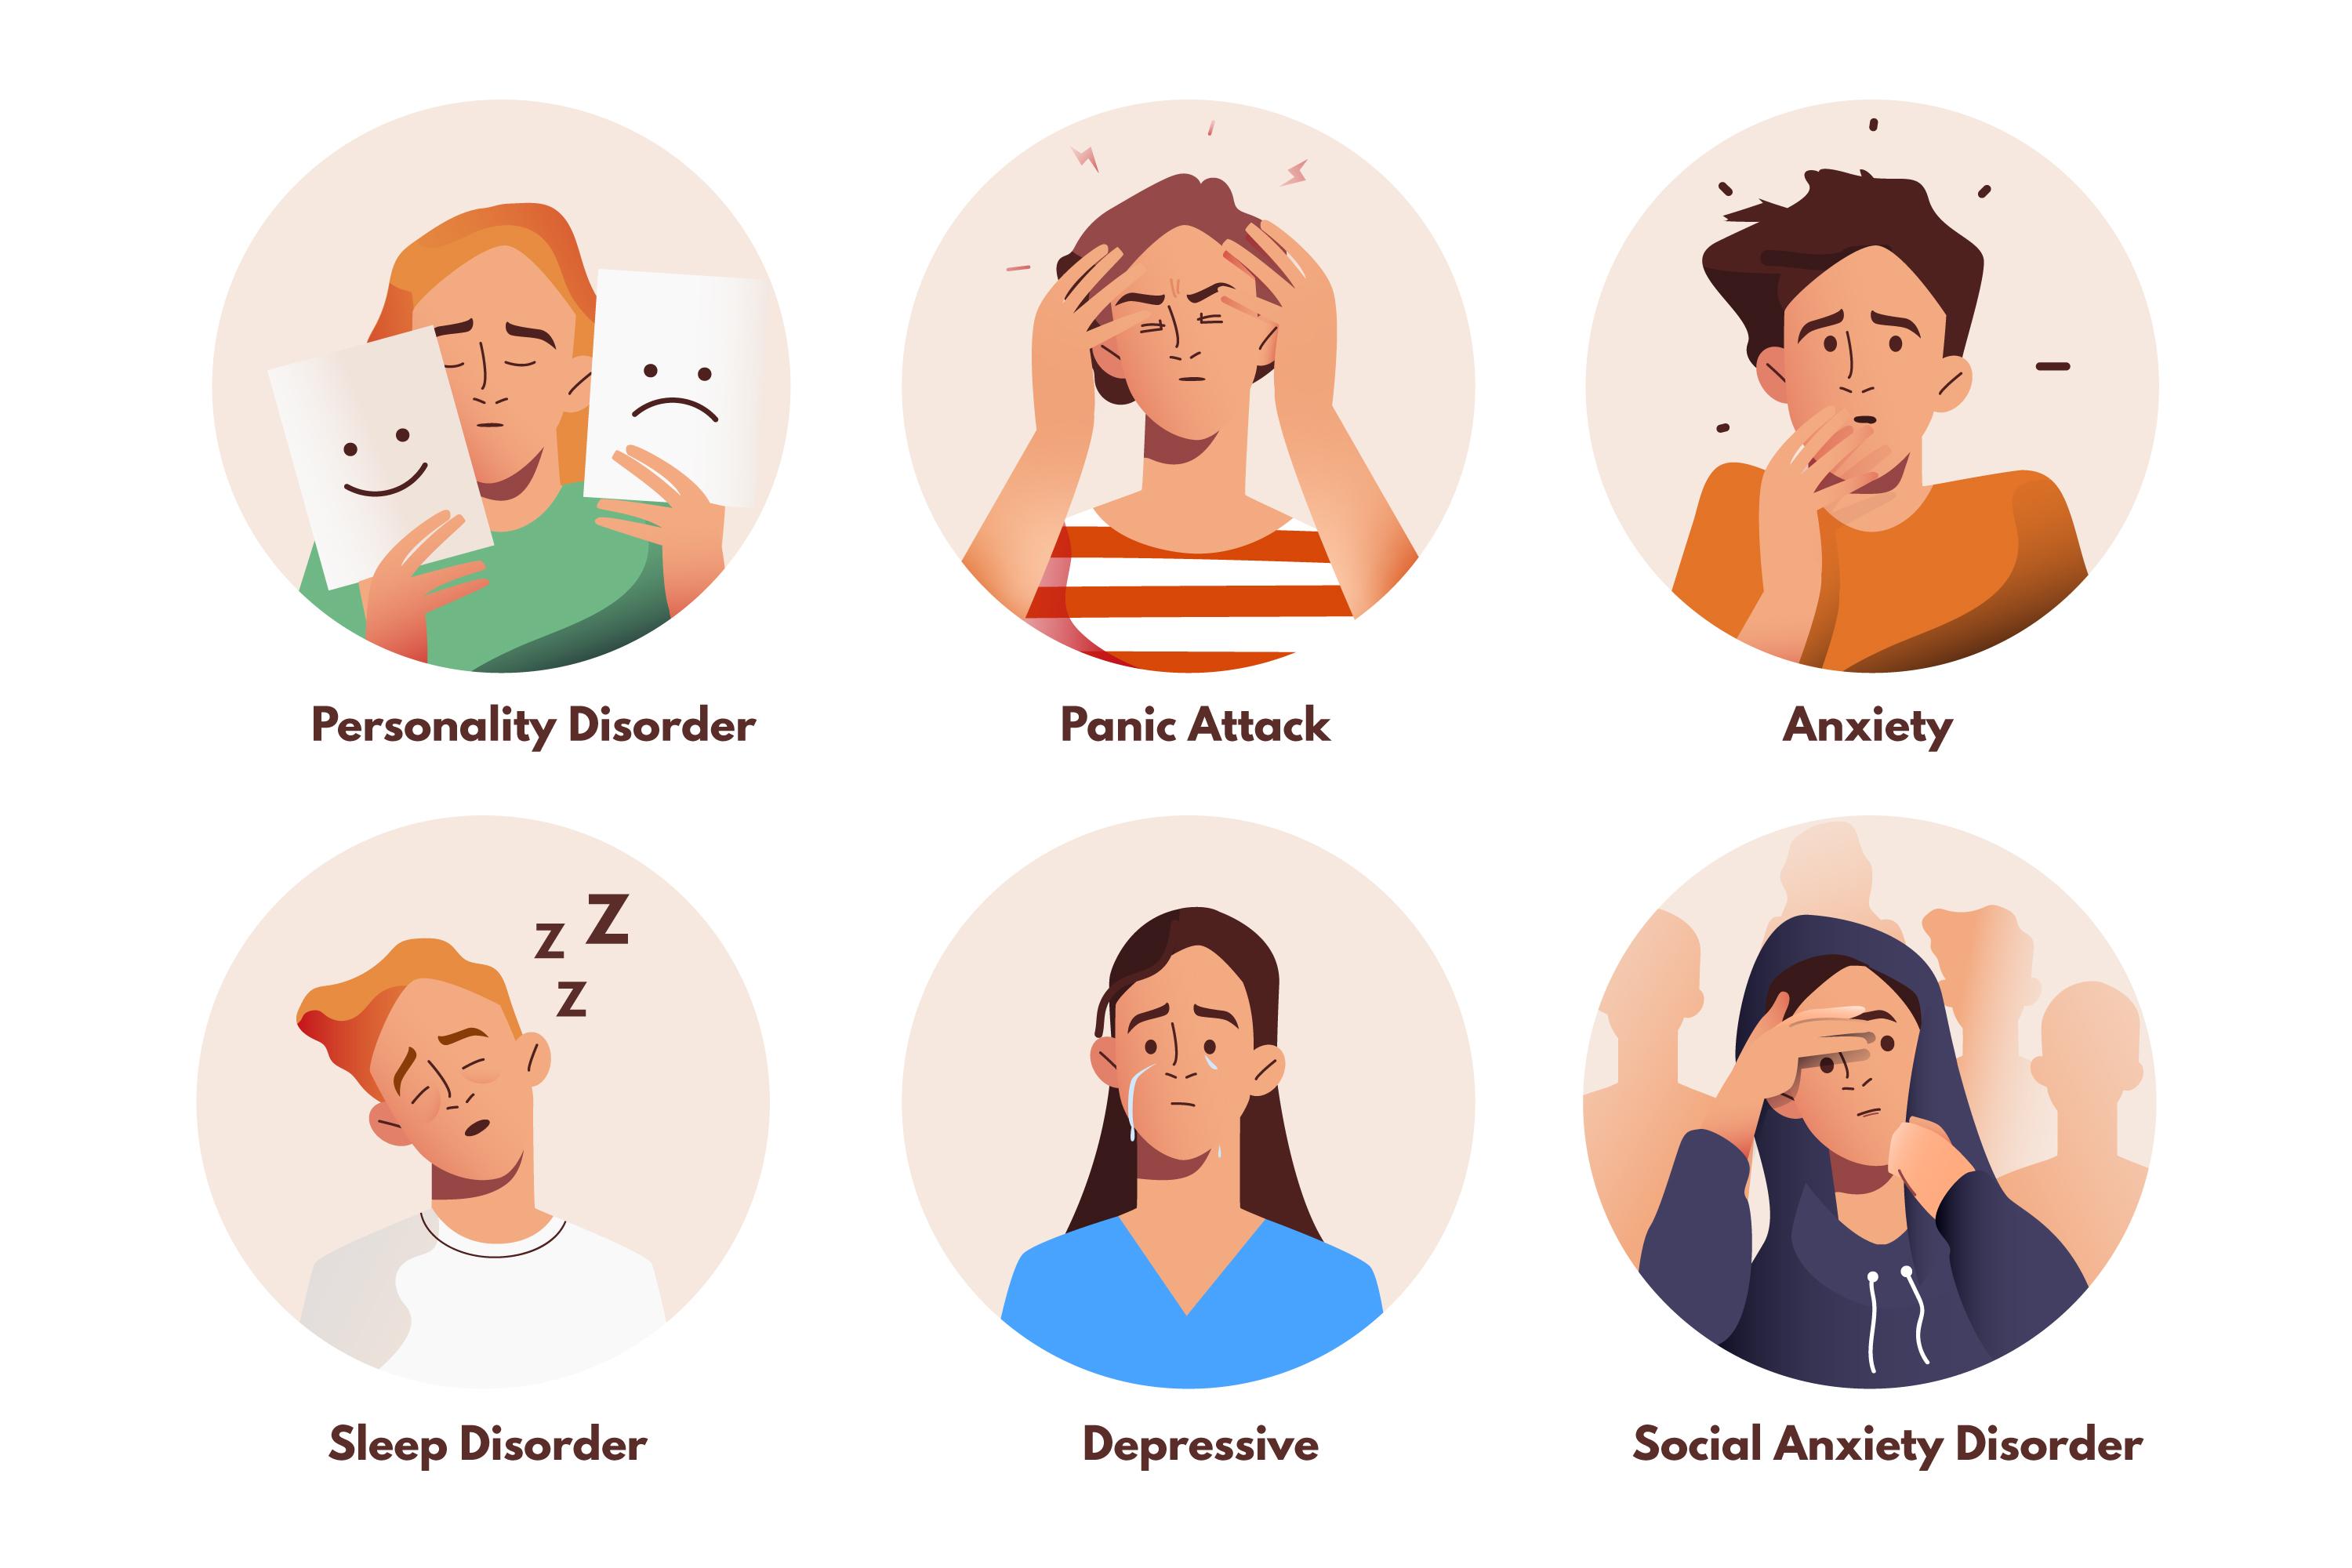 Personality Disorder
Panic Attack
Anxiety
z Z
z
Sleep Disorder
Depressive
Social Anxiety Disorder